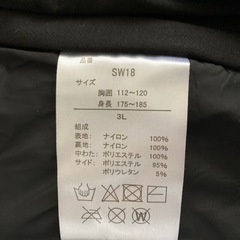 品番
SW18
サイズ
胸囲 112〜120
身長 175〜185
3L
組成
表地: ナイロン 100%
裏地: ナイロン 100%
中わた: ポリエステル 100%
サイド: ポリエステル 95%
ポリウレタン 5%